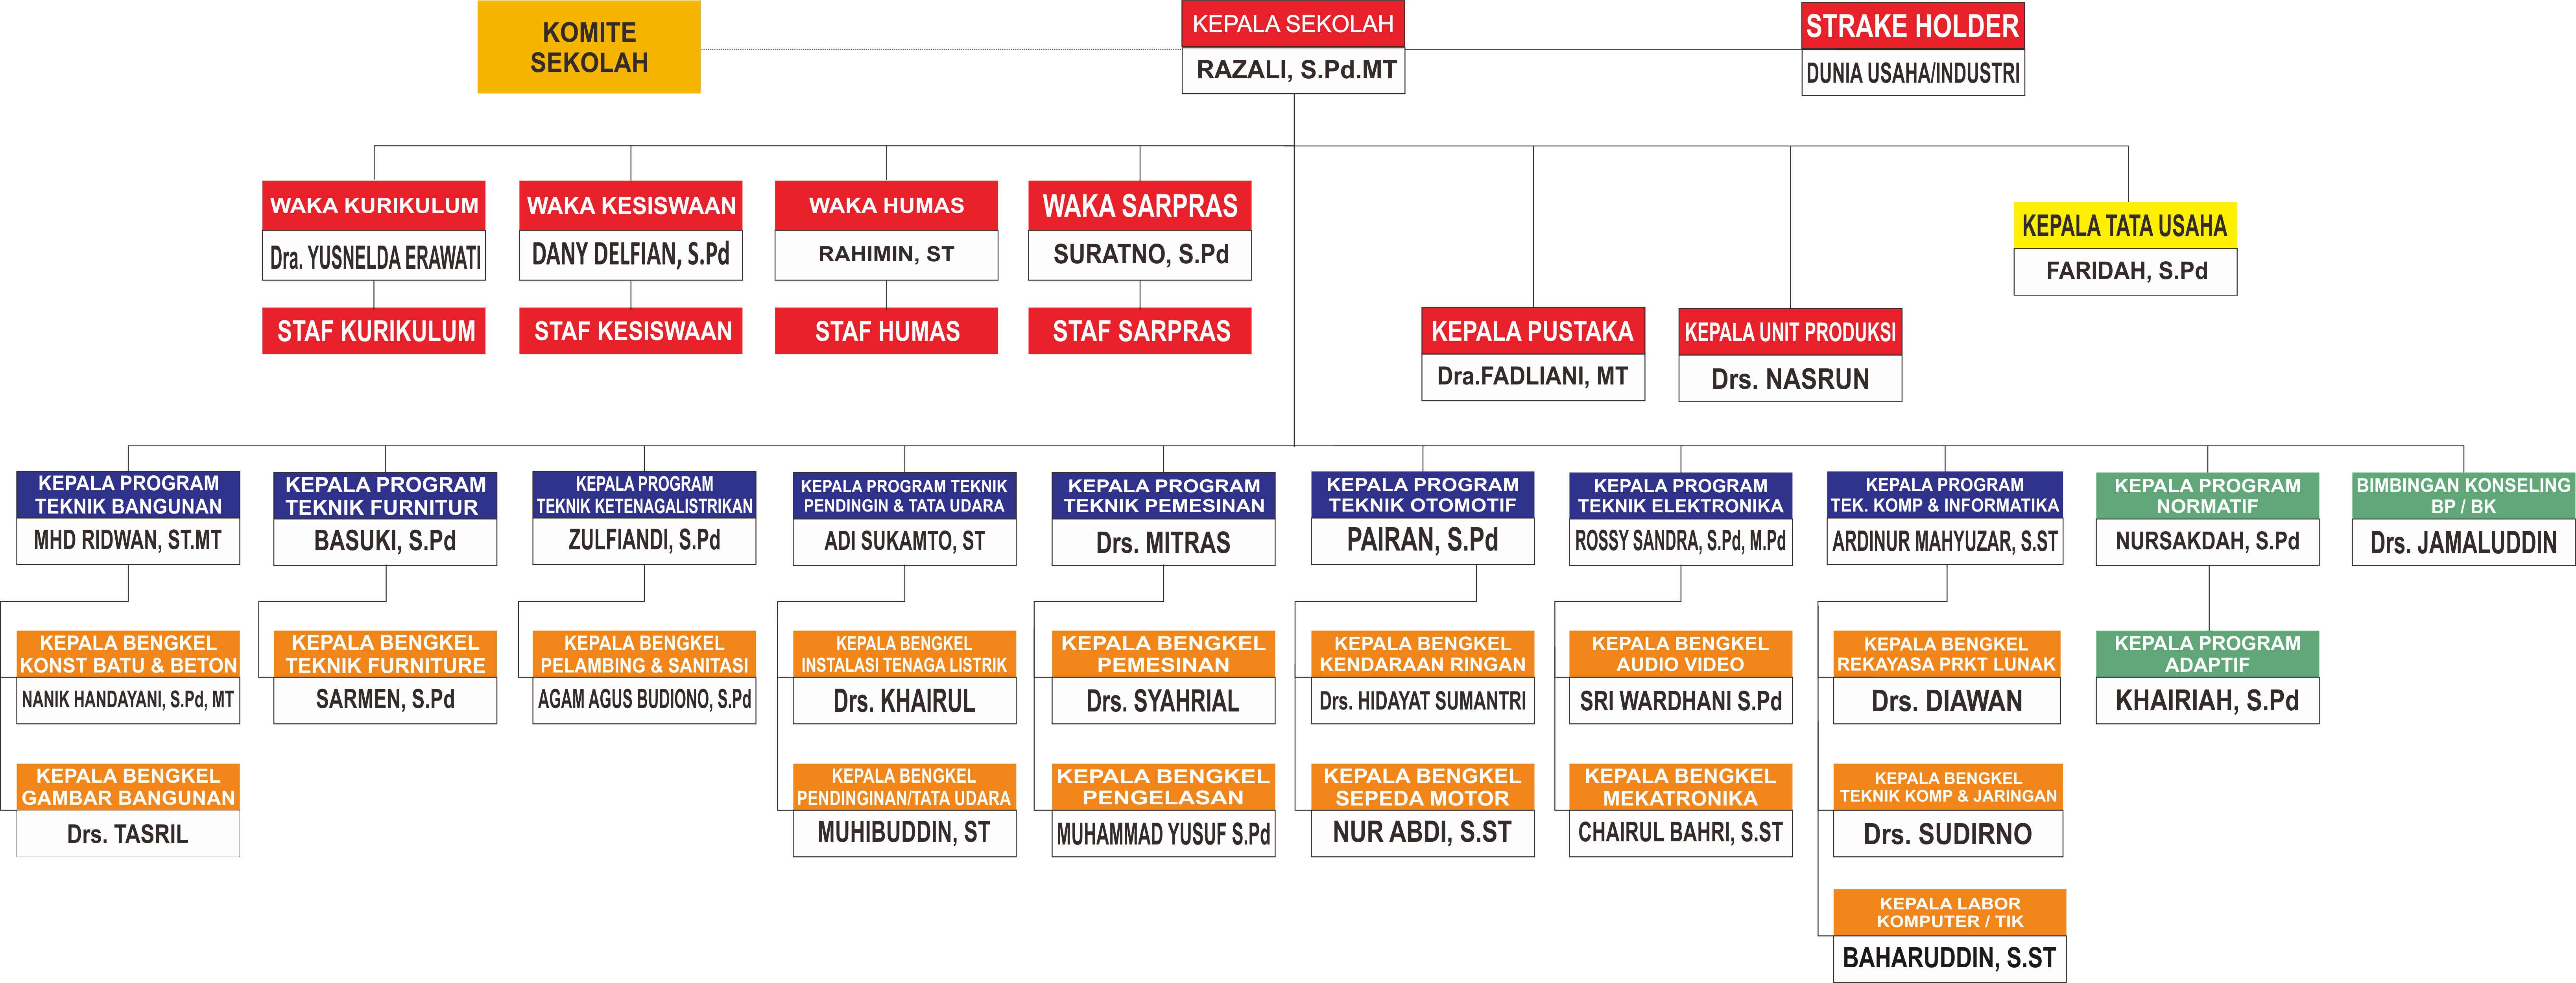 KOMITE
SEKOLAH
KEPALA SEKOLAH
RAZALI, S.Pd.MT
STRAKE HOLDER
DUNIA USAHA/INDUSTRI
WAKA KURIKULUM
Dra. YUSNELDA ERAWATI
STAF KURIKULUM
WAKA KESISWAAN
DANY DELFIAN, S.Pd
STAF KESISWAAN
WAKA HUMAS
RAHIMIN, ST
STAF HUMAS
WAKA SARPRAS
SURATNO, S.Pd
STAF SARPRAS
KEPALA PUSTAKA
Dra.FADLIANI, MT
KEPALA UNIT PRODUKSI
Drs. NASRUN
KEPALA TATA USAHA
FARIDAH, S.Pd
KEPALA PROGRAM
TEKNIK BANGUNAN
MHD RIDWAN, ST.MT
KEPALA BENGKEL
KONST BATU & BETON
NANIK HANDAYANI, S.Pd, MT
KEPALA BENGKEL
GAMBAR BANGUNAN
Drs. TASRIL
KEPALA PROGRAM
TEKNIK FURNITUR
BASUKI, S.Pd
KEPALA BENGKEL
TEKNIK FURNITURE
SARMEN, S.Pd
KEPALA PROGRAM
TEKNIK KETENAGALISTRIKAN
ZULFIANDI, S.Pd
KEPALA BENGKEL
PELAMBING & SANITASI
AGAM AGUS BUDIONO, S.Pd
KEPALA PROGRAM TEKNIK
PENDINGIN & TATA UDARA
ADI SUKAMTO, ST
KEPALA BENGKEL
INSTALASI TENAGA LISTRIK
Drs. KHAIRUL
KEPALA BENGKEL
PENDINGINAN/TATA UDARA
MUHIBUDDIN, ST
KEPALA PROGRAM
TEKNIK PEMESINAN
Drs. MITRAS
KEPALA BENGKEL
PEMESINAN
Drs. SYAHRIAL
KEPALA BENGKEL
PENGELASAN
MUHAMMAD YUSUF S.Pd
KEPALA PROGRAM
TEKNIK OTOMOTIF
PAIRAN, S.Pd
KEPALA BENGKEL
KENDARAAN RINGAN
Drs. HIDAYAT SUMANTRI
KEPALA BENGKEL
SEPEDA MOTOR
NUR ABDI, S.ST
KEPALA PROGRAM
TEKNIK ELEKTRONIKA
ROSSY SANDRA, S.Pd, M.Pd
KEPALA BENGKEL
AUDIO VIDEO
SRI WARDHANI S.Pd
KEPALA BENGKEL
MEKATRONIKA
CHAIRUL BAHRI, S.ST
KEPALA PROGRAM
TEK. KOMP & INFORMATIKA
ARDINUR MAHYUZAR, S.ST
KEPALA BENGKEL
REKAYASA PRKT LUNAK
Drs. DIAWAN
KEPALA BENGKEL
TEKNIK KOMP & JARINGAN
Drs. SUDIRNO
KEPALA LABOR
KOMPUTER / TIK
BAHARUDDIN, S.ST
KEPALA PROGRAM
NORMATIF
NURSAKDAH, S.Pd
KEPALA PROGRAM
ADAPTIF
KHAIRIAH, S.Pd
BIMBINGAN KONSELING
BP / BK
Drs. JAMALUDDIN